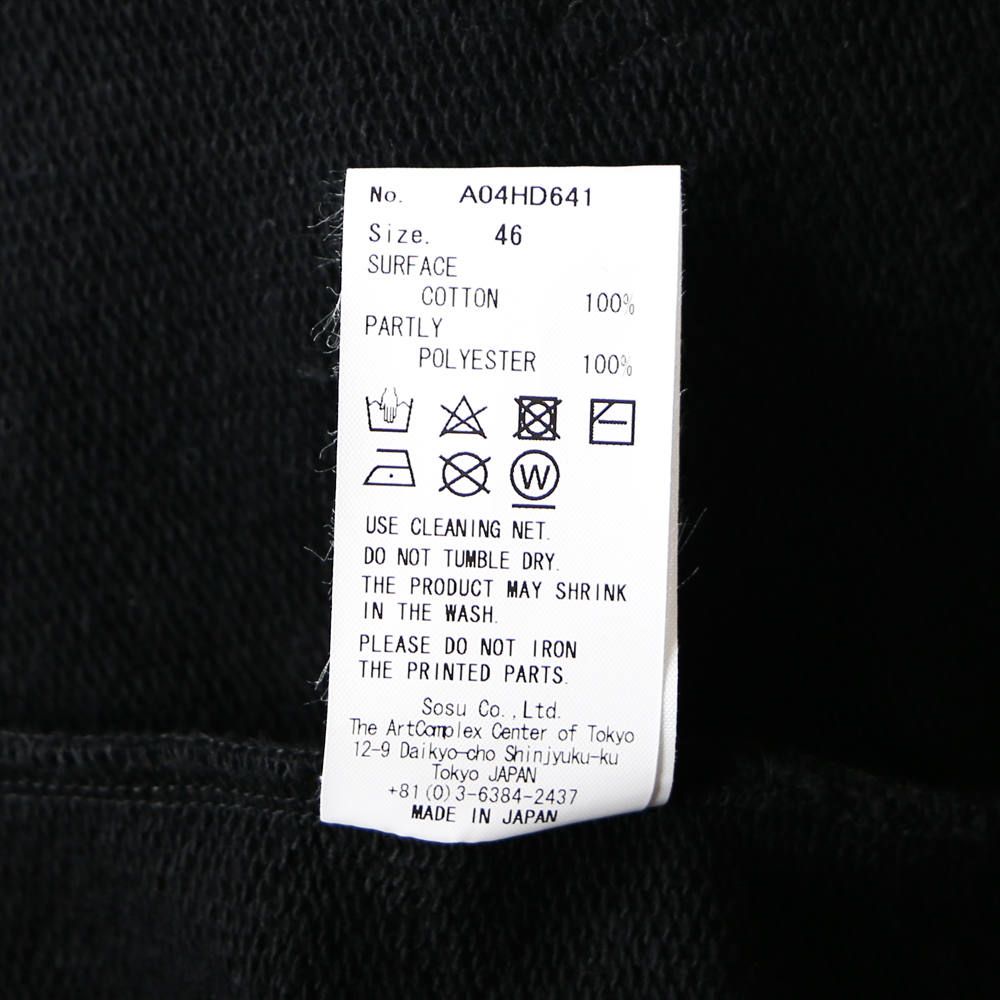 No. A04HD641
Size. 46
SURFACE
COTTON 100%
PARTLY
POLYESTER 100%
W
USE CLEANING NET.
DO NOT TUMBLE DRY.
THE PRODUCT MAY SHRINK
IN THE WASH.
PLEASE DO NOT IRON
THE PRINTED PARTS.
Sosu Co.,Ltd.
The ArtComplex Center of Tokyo
12-9 Daikyo-cho Shinjyuku-ku
Tokyo JAPAN
+81(0)3-6384-2437
MADE IN JAPAN